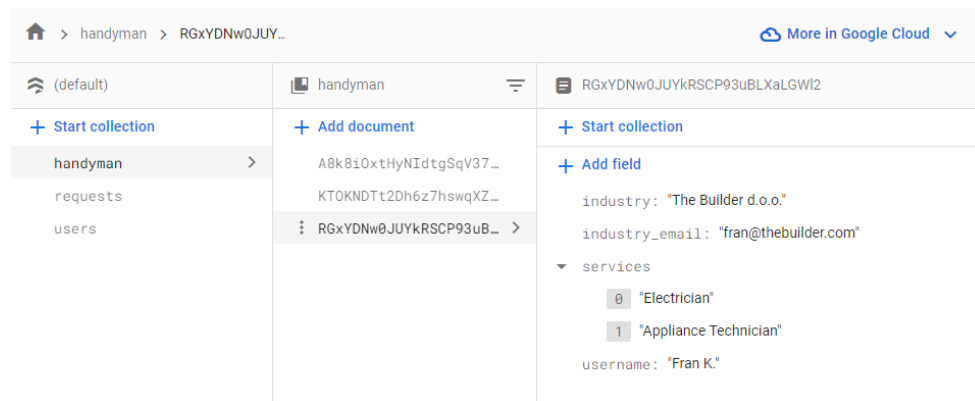 > handyman > RGxYDNw0JUY…
More in Google Cloud
(default)
handyman
RGxYDNw0JUYkRSCP93uBLXaLGWl2
+ Start collection
+ Add document
+ Start collection
handyman
A8k8iOxtHyNIdtgSqV37…
+ Add field
requests
KTOKNDTt2Dh6z7hswqXZ…
industry: "The Builder d.o.o."
users
RGxYDNw0JUYkRSCP93uB…
industry_email: "fran@thebuilder.com"
services
0 "Electrician"
1 "Appliance Technician"
username: "Fran K."